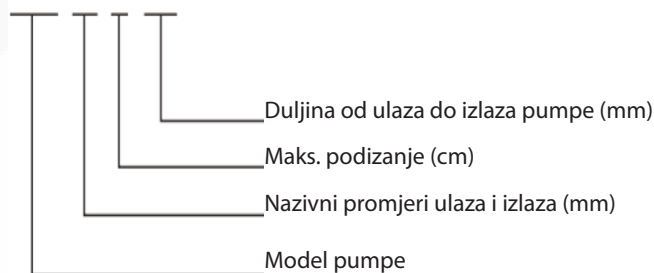 Duljina od ulaza do izlaza pumpe (mm)
Maks. podizanje (cm)
Nazivni promjeri ulaza i izlaza (mm)
Model pumpe